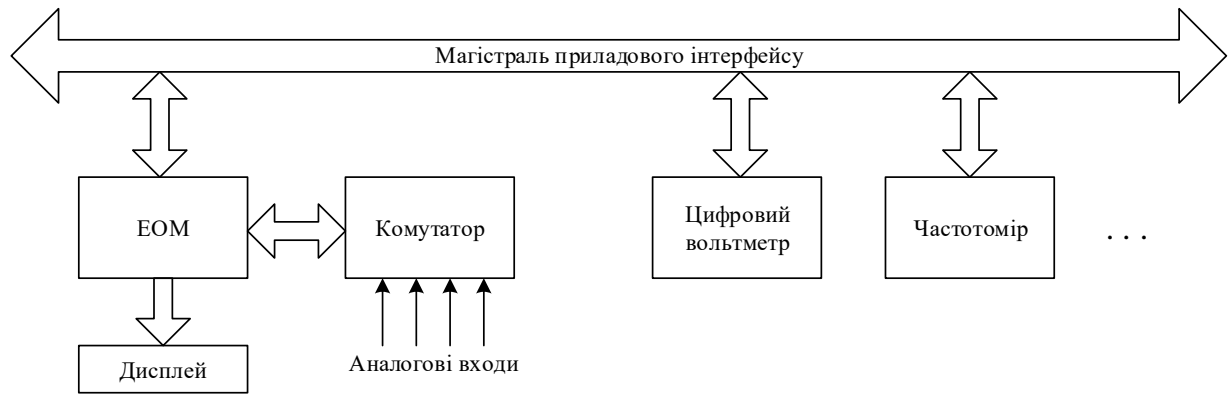 Магістраль приладового інтерфейсу
ЕОМ
Комутатор
Цифровий
вольтметр
Частотомір
. . .
Аналогові входи
Дисплей